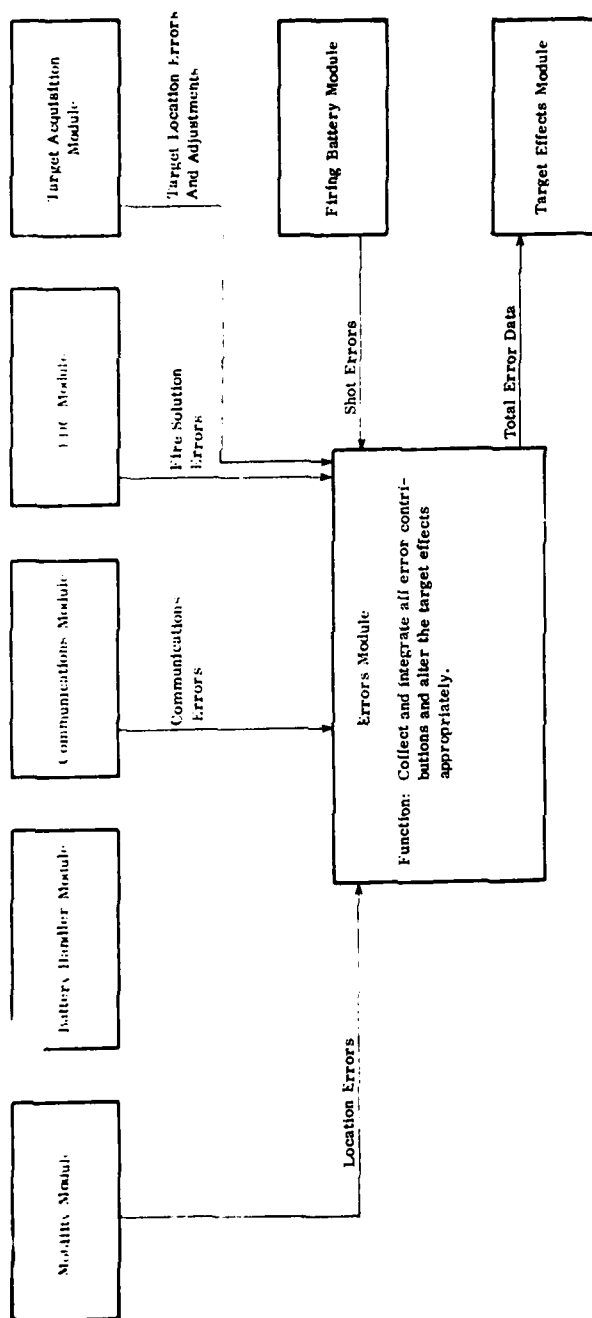 Mobility Module
Battery Handler Module
Communications Module
FDC Module
Target Acquisition
Module
Communications
Errors
Fire Solution
Errors
Target Location Errors
And Adjustments
Location Errors
Errors Module
Function: Collect and integrate all error contri-
butions and alter the target effects
appropriately.
Shot Errors
Firing Battery Module
Total Error Data
Target Effects Module